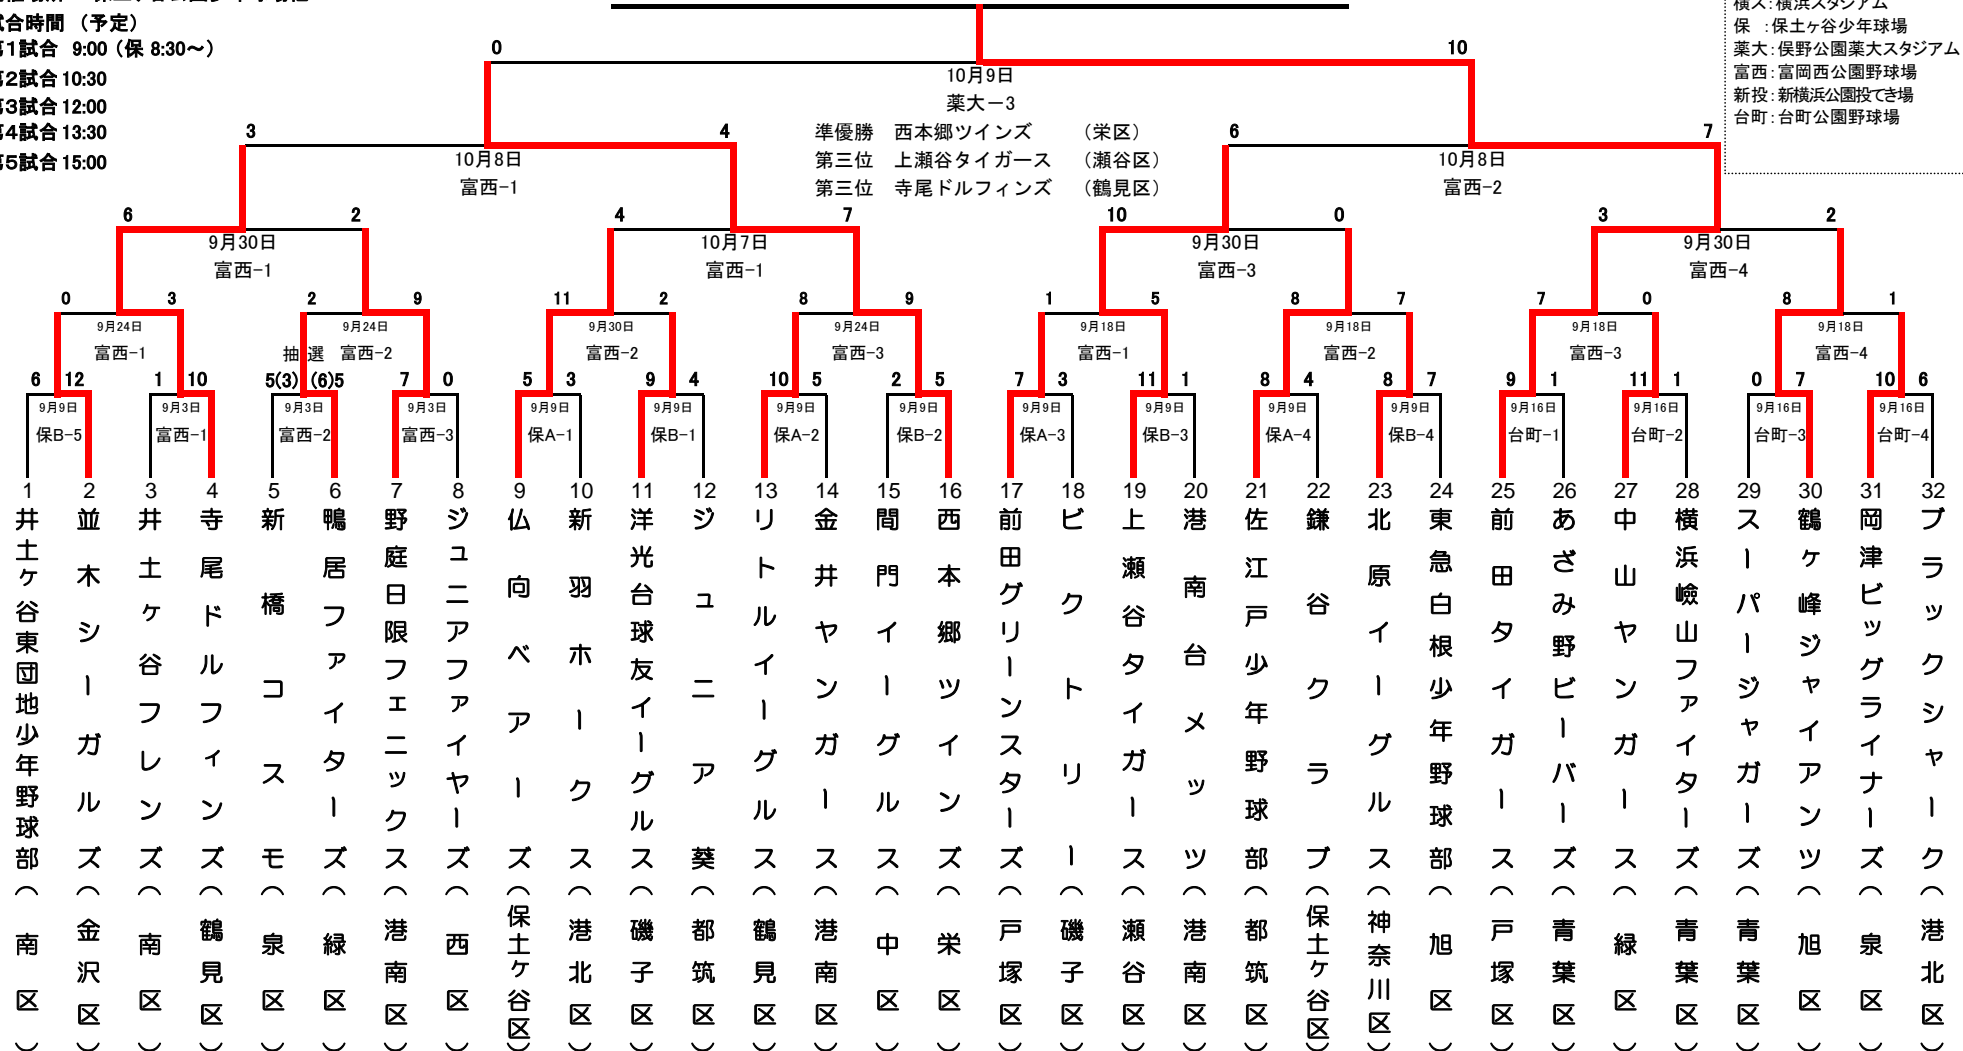 試合時間 （予定）
第1試合 9:00（保 8:30～）
第2試合 10:30
第3試合 12:00
第4試合 13:30
第5試合 15:00
横ス：横浜スタジアム
保 ：保土ヶ谷少年球場
薬大：俣野公園薬大スタジアム
富西：富岡西公園野球場
新投：新横浜公園投てき場
台町：台町公園野球場
0 10
10月9日
薬大－3
準優勝 西本郷ツインズ （栄区）
第三位 上瀬谷タイガース （瀬谷区）
第三位 寺尾ドルフィンズ （鶴見区）
3 4 6 7
10月8日 10月8日
富西-1 富西-2
6 2 4 7 10 0 3 2
9月30日 10月7日 9月30日 9月30日
富西-1 富西-1 富西-3 富西-4
0 3 2 9 11 2 8 9 1 5 8 7 7 0 8 1
9月24日 9月24日 9月30日 9月24日 9月18日 9月18日 9月18日 9月18日
富西-1 抽選 富西-2 富西-2 富西-3 富西-1 富西-2 富西-3 富西-4
6 12 1 10 5(3) (6)5 7 0 5 3 9 4 10 5 2 5 7 3 11 1 8 4 8 7 9 1 11 1 0 7 10 6
9月9日 9月3日 9月3日 9月3日 9月9日 9月9日 9月9日 9月9日 9月9日 9月9日 9月9日 9月9日 9月16日 9月16日 9月16日 9月16日
保B-5 富西-1 富西-2 富西-3 保A-1 保B-1 保A-2 保B-2 保A-3 保B-3 保A-4 保B-4 台町-1 台町-2 台町-3 台町-4
1 井土ヶ谷東団地少年野球部（南区）
2 並木シーガルズ（金沢区）
3 井土ヶ谷フレンズ（南区）
4 寺尾ドルフィンズ（鶴見区）
5 新橋コスモ（泉区）
6 鴨居ファイターズ（緑区）
7 野庭日限フェニックス（港南区）
8 ジュニアファイヤーズ（西区）
9 仏向ベアーズ（保土ケ谷区）
10 新羽ホークス（港北区）
11 洋光台球友イーグルス（磯子区）
12 ジュニア葵（都筑区）
13 リトルイーグルス（鶴見区）
14 金井ヤンガース（港南区）
15 間門イーグルス（中区）
16 西本郷ツインズ（栄区）
17 前田グリーンスターズ（戸塚区）
18 ビクトリー（磯子区）
19 上瀬谷タイガース（瀬谷区）
20 港南台メッツ（港南区）
21 佐江戸少年野球部（都筑区）
22 鎌谷クラブ（保土ケ谷区）
23 北原イーグルス（神奈川区）
24 東急白根少年野球部（旭区）
25 前田タイガース（戸塚区）
26 あざみ野ビーバーズ（青葉区）
27 中山ヤンガース（緑区）
28 横浜嶮山ファイターズ（青葉区）
29 スーパージャガーズ（青葉区）
30 鶴ヶ峰ジャイアンツ（旭区）
31 岡津ビッグライナーズ（泉区）
32 ブラックシャーク（港北区）